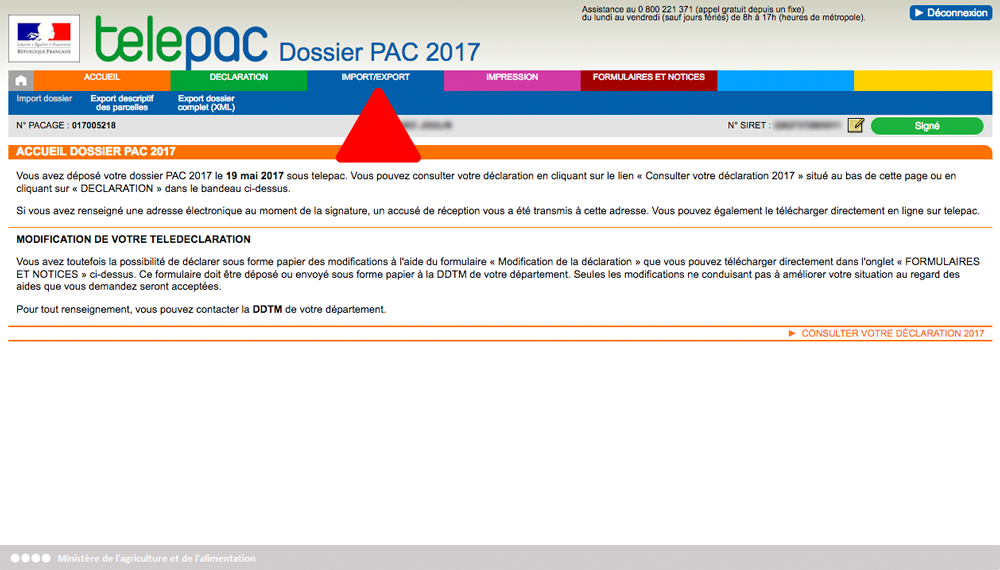 Assistance au 0 800 221 371 (appel gratuit depuis un fixe)
du lundi au vendredi (sauf jours fériés) de 8h à 17h (heures de métropole).
Déconnexion
Liberté • Égalité • Fraternité
RÉPUBLIQUE FRANÇAISE
telepac Dossier PAC 2017
ACCUEIL DECLARATION IMPORT/EXPORT IMPRESSION FORMULAIRES ET NOTICES
Import dossier Export descriptif des parcelles Export dossier complet (XML)
N° PACAGE : 017005218 N° SIRET : Signé
ACCUEIL DOSSIER PAC 2017
Vous avez déposé votre dossier PAC 2017 le 19 mai 2017 sous telepac. Vous pouvez consulter votre déclaration en cliquant sur le lien « Consulter votre déclaration 2017 » situé au bas de cette page ou en
cliquant sur « DECLARATION » dans le bandeau ci-dessus.
Si vous avez renseigné une adresse électronique au moment de la signature, un accusé de réception vous a été transmis à cette adresse. Vous pouvez également le télécharger directement en ligne sur telepac.
MODIFICATION DE VOTRE TELEDECLARATION
Vous avez toutefois la possibilité de déclarer sous forme papier des modifications à l'aide du formulaire « Modification de la déclaration » que vous pouvez télécharger directement dans l'onglet « FORMULAIRES
ET NOTICES » ci-dessus. Ce formulaire doit être déposé ou envoyé sous forme papier à la DDTM de votre département. Seules les modifications ne conduisant pas à améliorer votre situation au regard des
aides que vous demandez seront acceptées.
Pour tout renseignement, vous pouvez contacter la DDTM de votre département.
CONSULTER VOTRE DÉCLARATION 2017
Ministère de l'agriculture et de l'alimentation